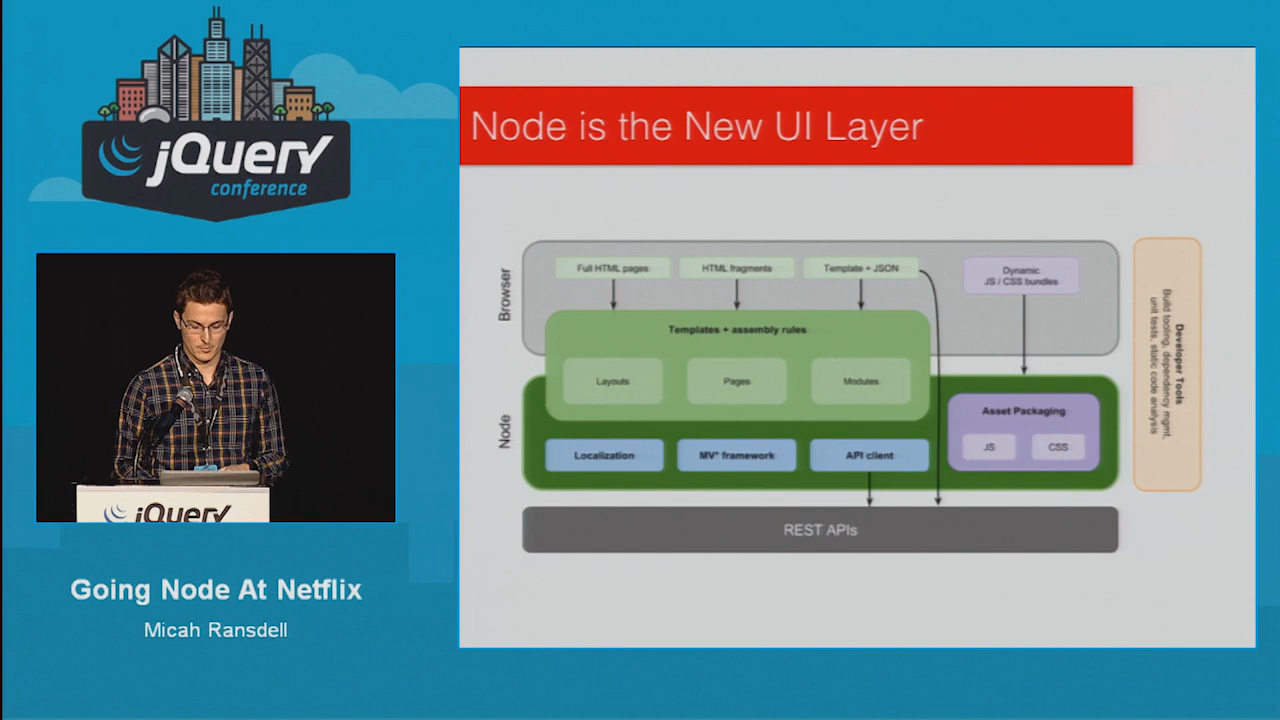 jQuery
conference
Node is the New UI Layer
Browser
Full HTML pages
HTML fragments
Template + JSON
Dynamic
JS / CSS bundles
Templates + assembly rules
Layouts
Pages
Modules
Node
Asset Packaging
JS
CSS
Localization
MV* framework
API client
REST APIs
Developer Tools
Build tooling, dependency mgmt,
unit tests, static code analysis
jQuery
Going Node At Netflix
Micah Ransdell